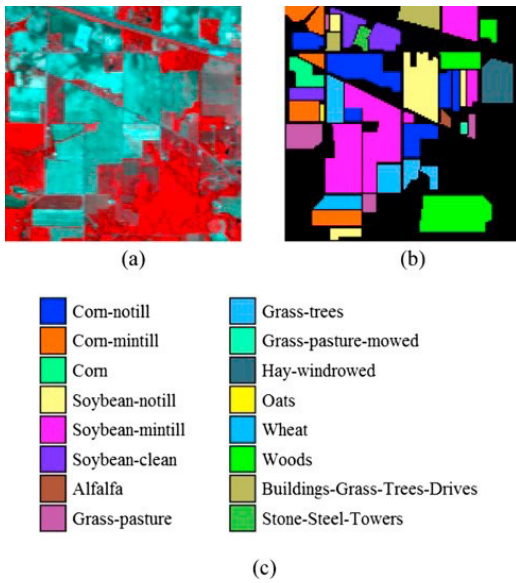 (a)
(b)
Corn-notill
Corn-mintill
Corn
Soybean-notill
Soybean-mintill
Soybean-clean
Alfalfa
Grass-pasture
Grass-trees
Grass-pasture-mowed
Hay-windrowed
Oats
Wheat
Woods
Buildings-Grass-Trees-Drives
Stone-Steel-Towers
(c)